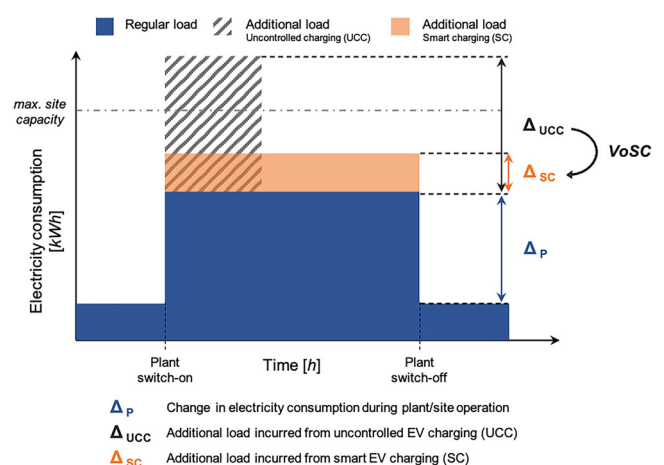 Regular load
Additional load
Uncontrolled charging (UCC)
Additional load
Smart charging (SC)
max. site
capacity
Electricity consumption
[kWh]
Δ UCC
VoSC
Δ SC
Δ P
Plant
switch-on
Time [h]
Plant
switch-off
Δ P Change in electricity consumption during plant/site operation
Δ UCC Additional load incurred from uncontrolled EV charging (UCC)
Δ SC Additional load incurred from smart EV charging (SC)